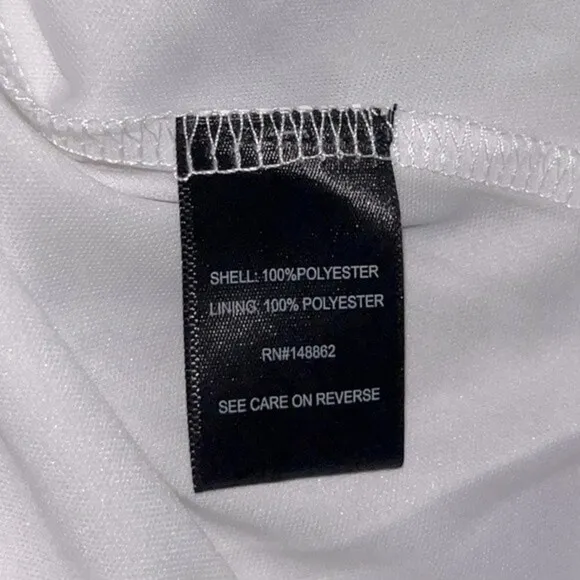 SHELL: 100%POLYESTER
LINING: 100% POLYESTER
RN#148862
SEE CARE ON REVERSE